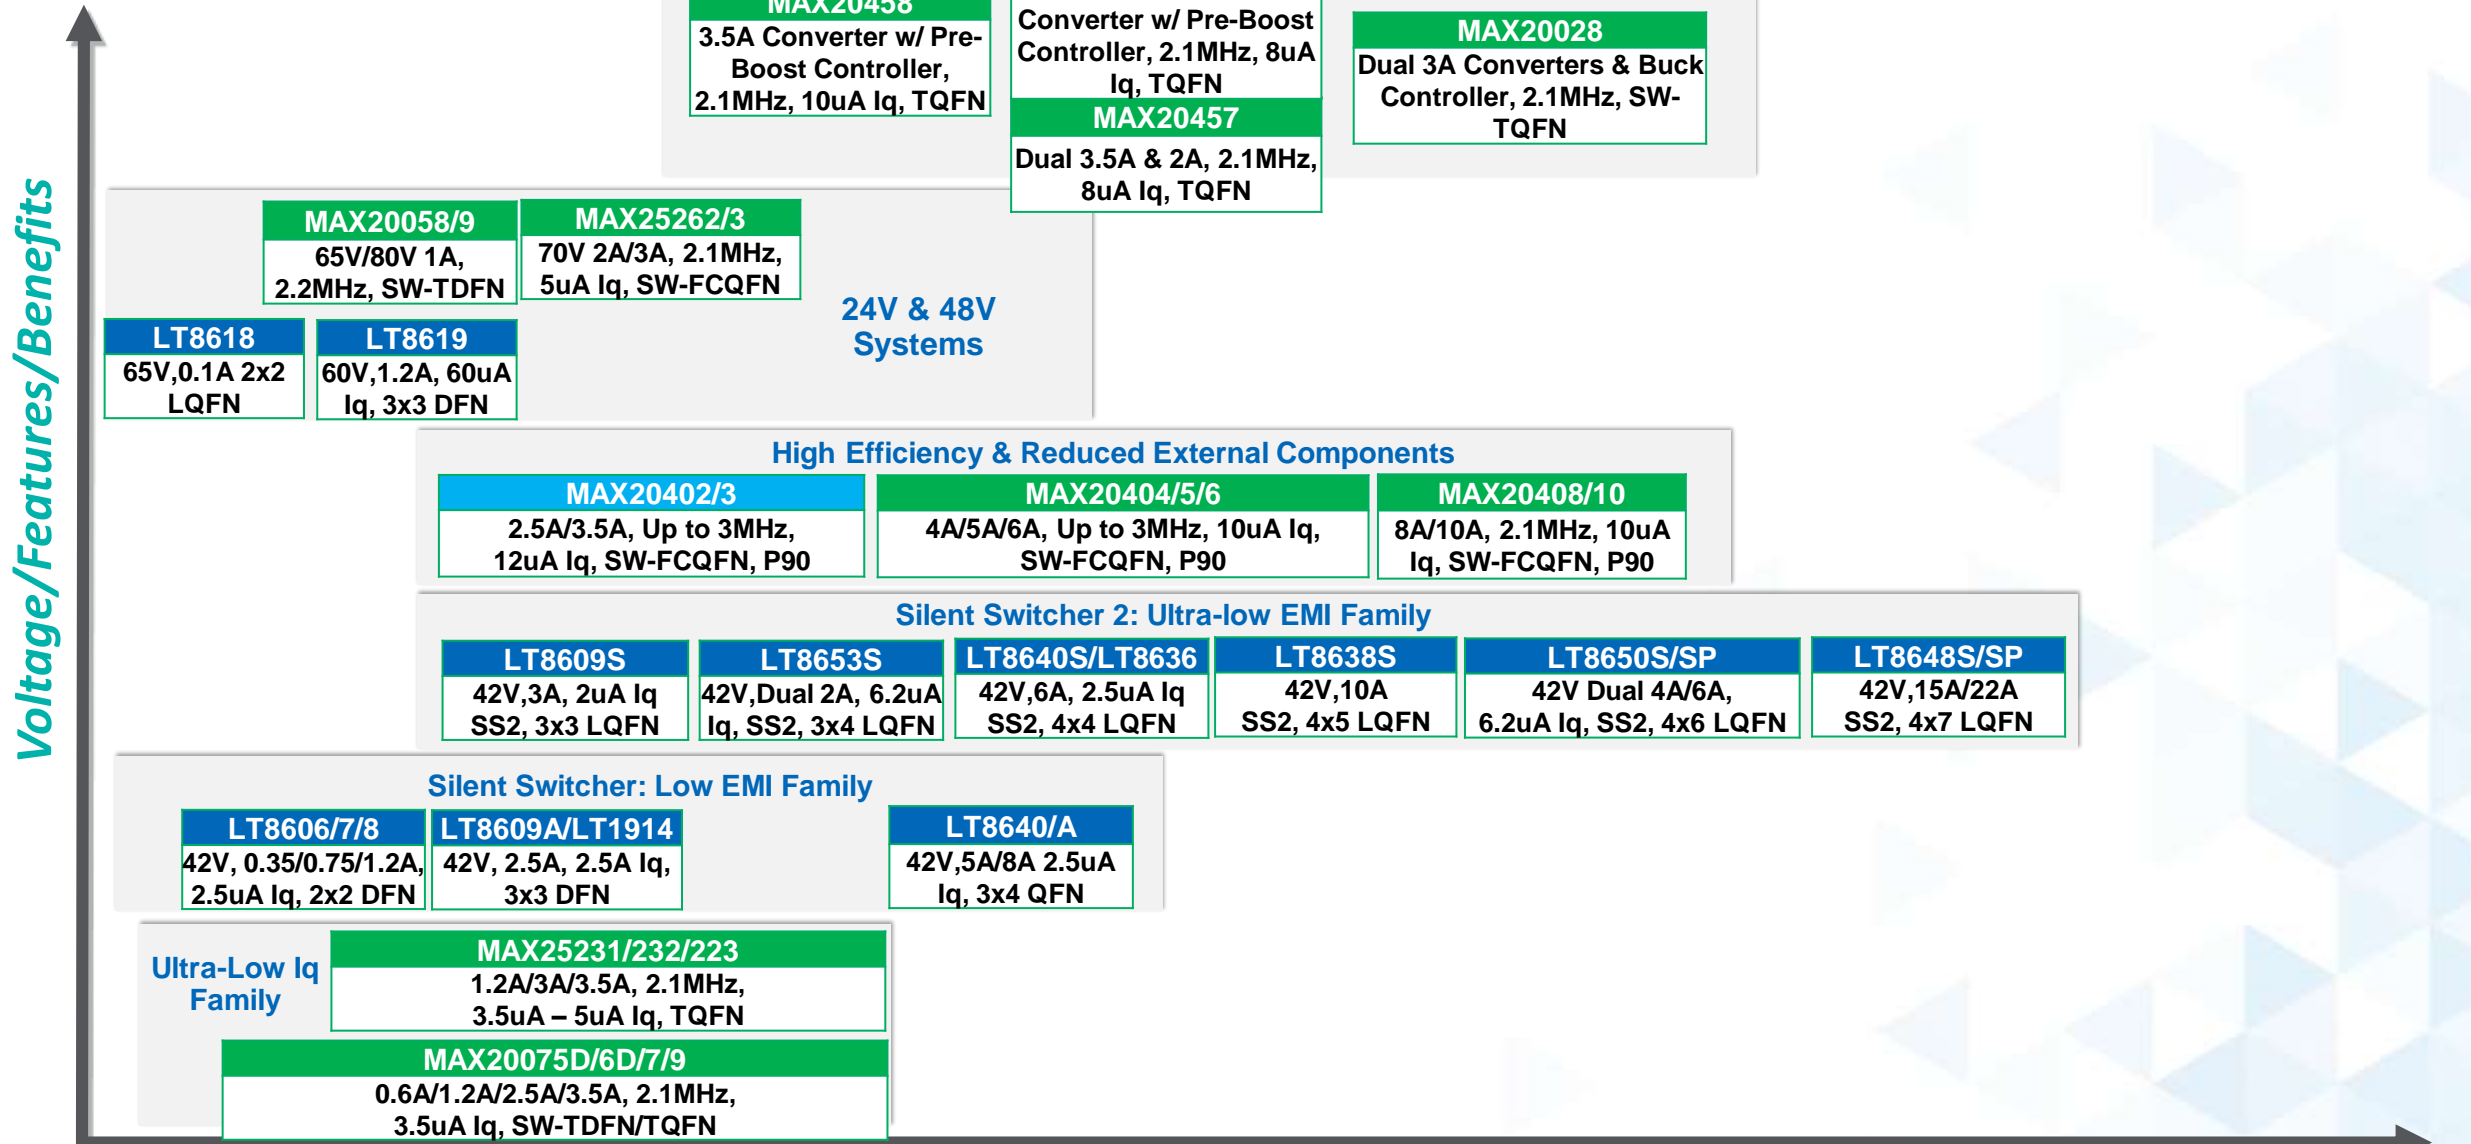 Voltage/Features/Benefits
MAX20458
3.5A Converter w/ Pre-
Boost Controller,
2.1MHz, 10uA Iq, TQFN
Converter w/ Pre-Boost
Controller, 2.1MHz, 8uA
Iq, TQFN
MAX20457
Dual 3.5A & 2A, 2.1MHz,
8uA Iq, TQFN
MAX20028
Dual 3A Converters & Buck
Controller, 2.1MHz, SW-
TQFN
MAX20058/9
65V/80V 1A,
2.2MHz, SW-TDFN
MAX25262/3
70V 2A/3A, 2.1MHz,
5uA Iq, SW-FCQFN
24V & 48V
Systems
LT8618
65V,0.1A 2x2
LQFN
LT8619
60V,1.2A, 60uA
Iq, 3x3 DFN
High Efficiency & Reduced External Components
MAX20402/3
2.5A/3.5A, Up to 3MHz,
12uA Iq, SW-FCQFN, P90
MAX20404/5/6
4A/5A/6A, Up to 3MHz, 10uA Iq,
SW-FCQFN, P90
MAX20408/10
8A/10A, 2.1MHz, 10uA
Iq, SW-FCQFN, P90
Silent Switcher 2: Ultra-low EMI Family
LT8609S
42V,3A, 2uA Iq
SS2, 3x3 LQFN
LT8653S
42V,Dual 2A, 6.2uA
Iq, SS2, 3x4 LQFN
LT8640S/LT8636
42V,6A, 2.5uA Iq
SS2, 4x4 LQFN
LT8638S
42V,10A
SS2, 4x5 LQFN
LT8650S/SP
42V Dual 4A/6A,
6.2uA Iq, SS2, 4x6 LQFN
LT8648S/SP
42V,15A/22A
SS2, 4x7 LQFN
Silent Switcher: Low EMI Family
LT8606/7/8
42V, 0.35/0.75/1.2A,
2.5uA Iq, 2x2 DFN
LT8609A/LT1914
42V, 2.5A, 2.5A Iq,
3x3 DFN
LT8640/A
42V,5A/8A 2.5uA
Iq, 3x4 QFN
Ultra-Low Iq
Family
MAX25231/232/223
1.2A/3A/3.5A, 2.1MHz,
3.5uA – 5uA Iq, TQFN
MAX20075D/6D/7/9
0.6A/1.2A/2.5A/3.5A, 2.1MHz,
3.5uA Iq, SW-TDFN/TQFN